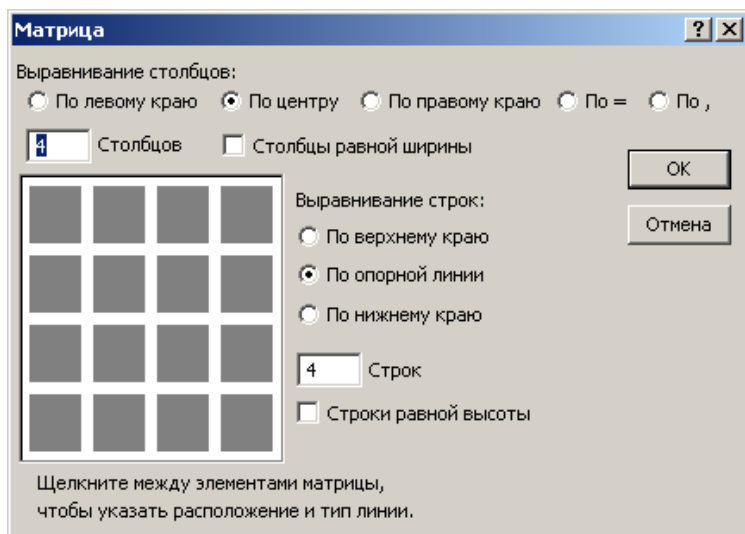 Матрица
Выравнивание столбцов:
По левому краю По центру По правому краю По = По ,
4 Столбцов Столбцы равной ширины
OK
Выравнивание строк:
Отмена
По верхнему краю
По опорной линии
По нижнему краю
4 Строк
Строки равной высоты
Щелкните между элементами матрицы,
чтобы указать расположение и тип линии.